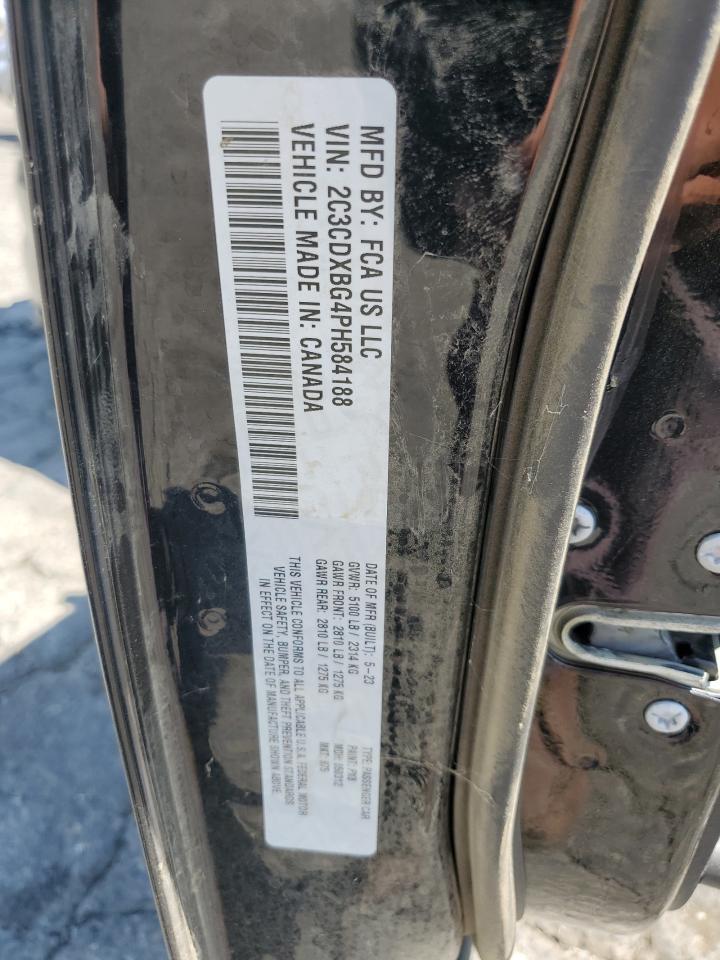 MFD BY: FCA US LLC
VIN: 2C3CDXBG4PH584188
VEHICLE MADE IN: CANADA
DATE OF MFR (BUILT): 5-23
GVWR: 5100 LB / 2314 KG
GAWR FRONT: 2810 LB / 1275 KG
GAWR REAR: 2810 LB / 1275 KG
TYPE: PASSENGER CAR
PAINT: PX8
MDH:
MKT:
THIS VEHICLE CONFORMS TO ALL APPLICABLE U.S.A. FEDERAL MOTOR
VEHICLE SAFETY, BUMPER, AND THEFT PREVENTION STANDARDS
IN EFFECT ON THE DATE OF MANUFACTURE SHOWN ABOVE.